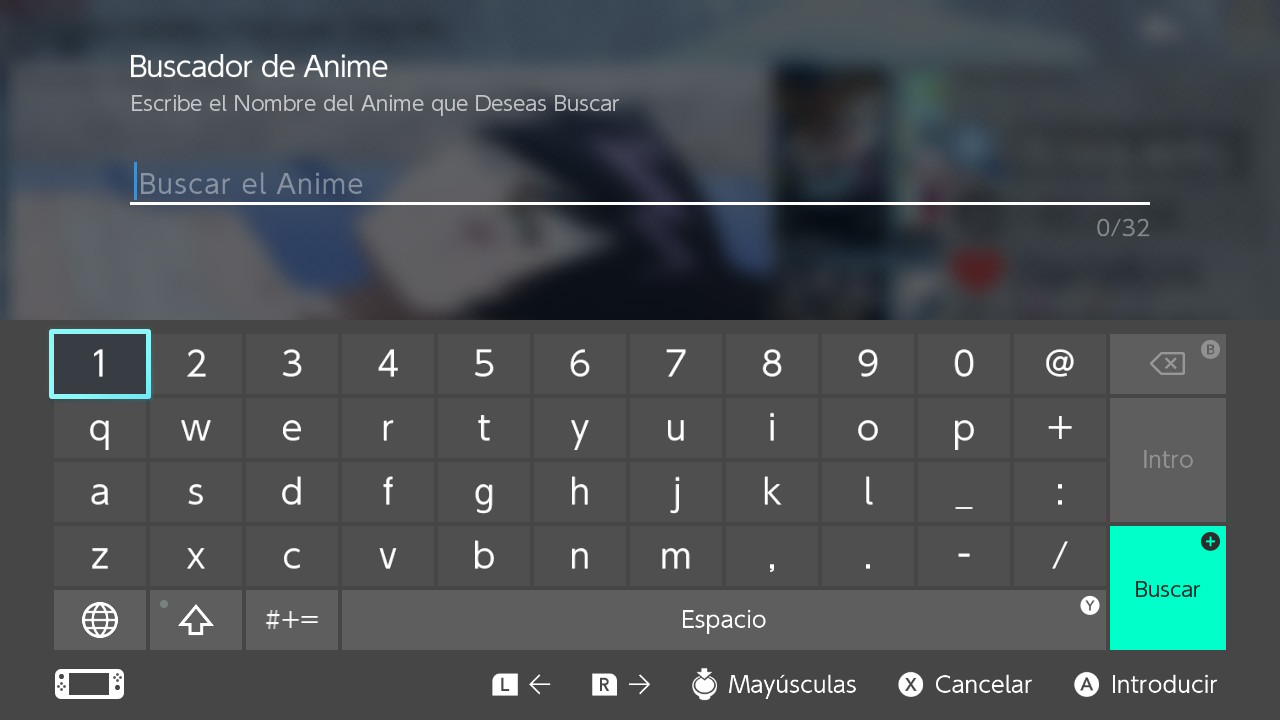 Buscador de Anime
Escribe el Nombre del Anime que Deseas Buscar
Buscar el Anime
0/32
1 2 3 4 5 6 7 8 9 0 @ B
q w e r t y u i o p + Intro
a s d f g h j k l _ :
z x c v b n m , . - / + Buscar
#+= Espacio Y
L ← R → Mayúsculas X Cancelar A Introducir